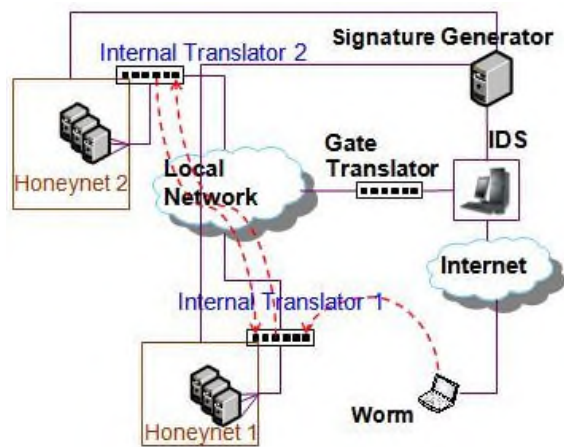 Signature Generator
Internal Translator 2
IDS
Gate
Translator
Honeynet 2
Local
Network
Internet
Internal Translator 1
Honeynet 1
Worm